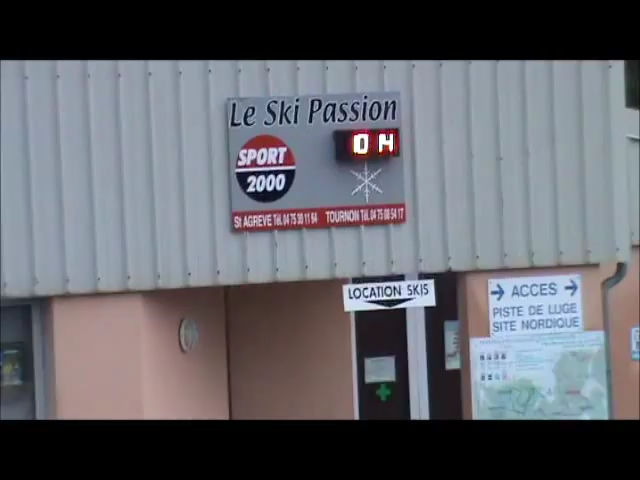 Le Ski Passion
04
SPORT
2000
St AGREVE Tél. 04 75 30 11 54 TOURNON Tél. 04 75 08 54 17
LOCATION SKIS
→ ACCES →
PISTE DE LUGE
SITE NORDIQUE